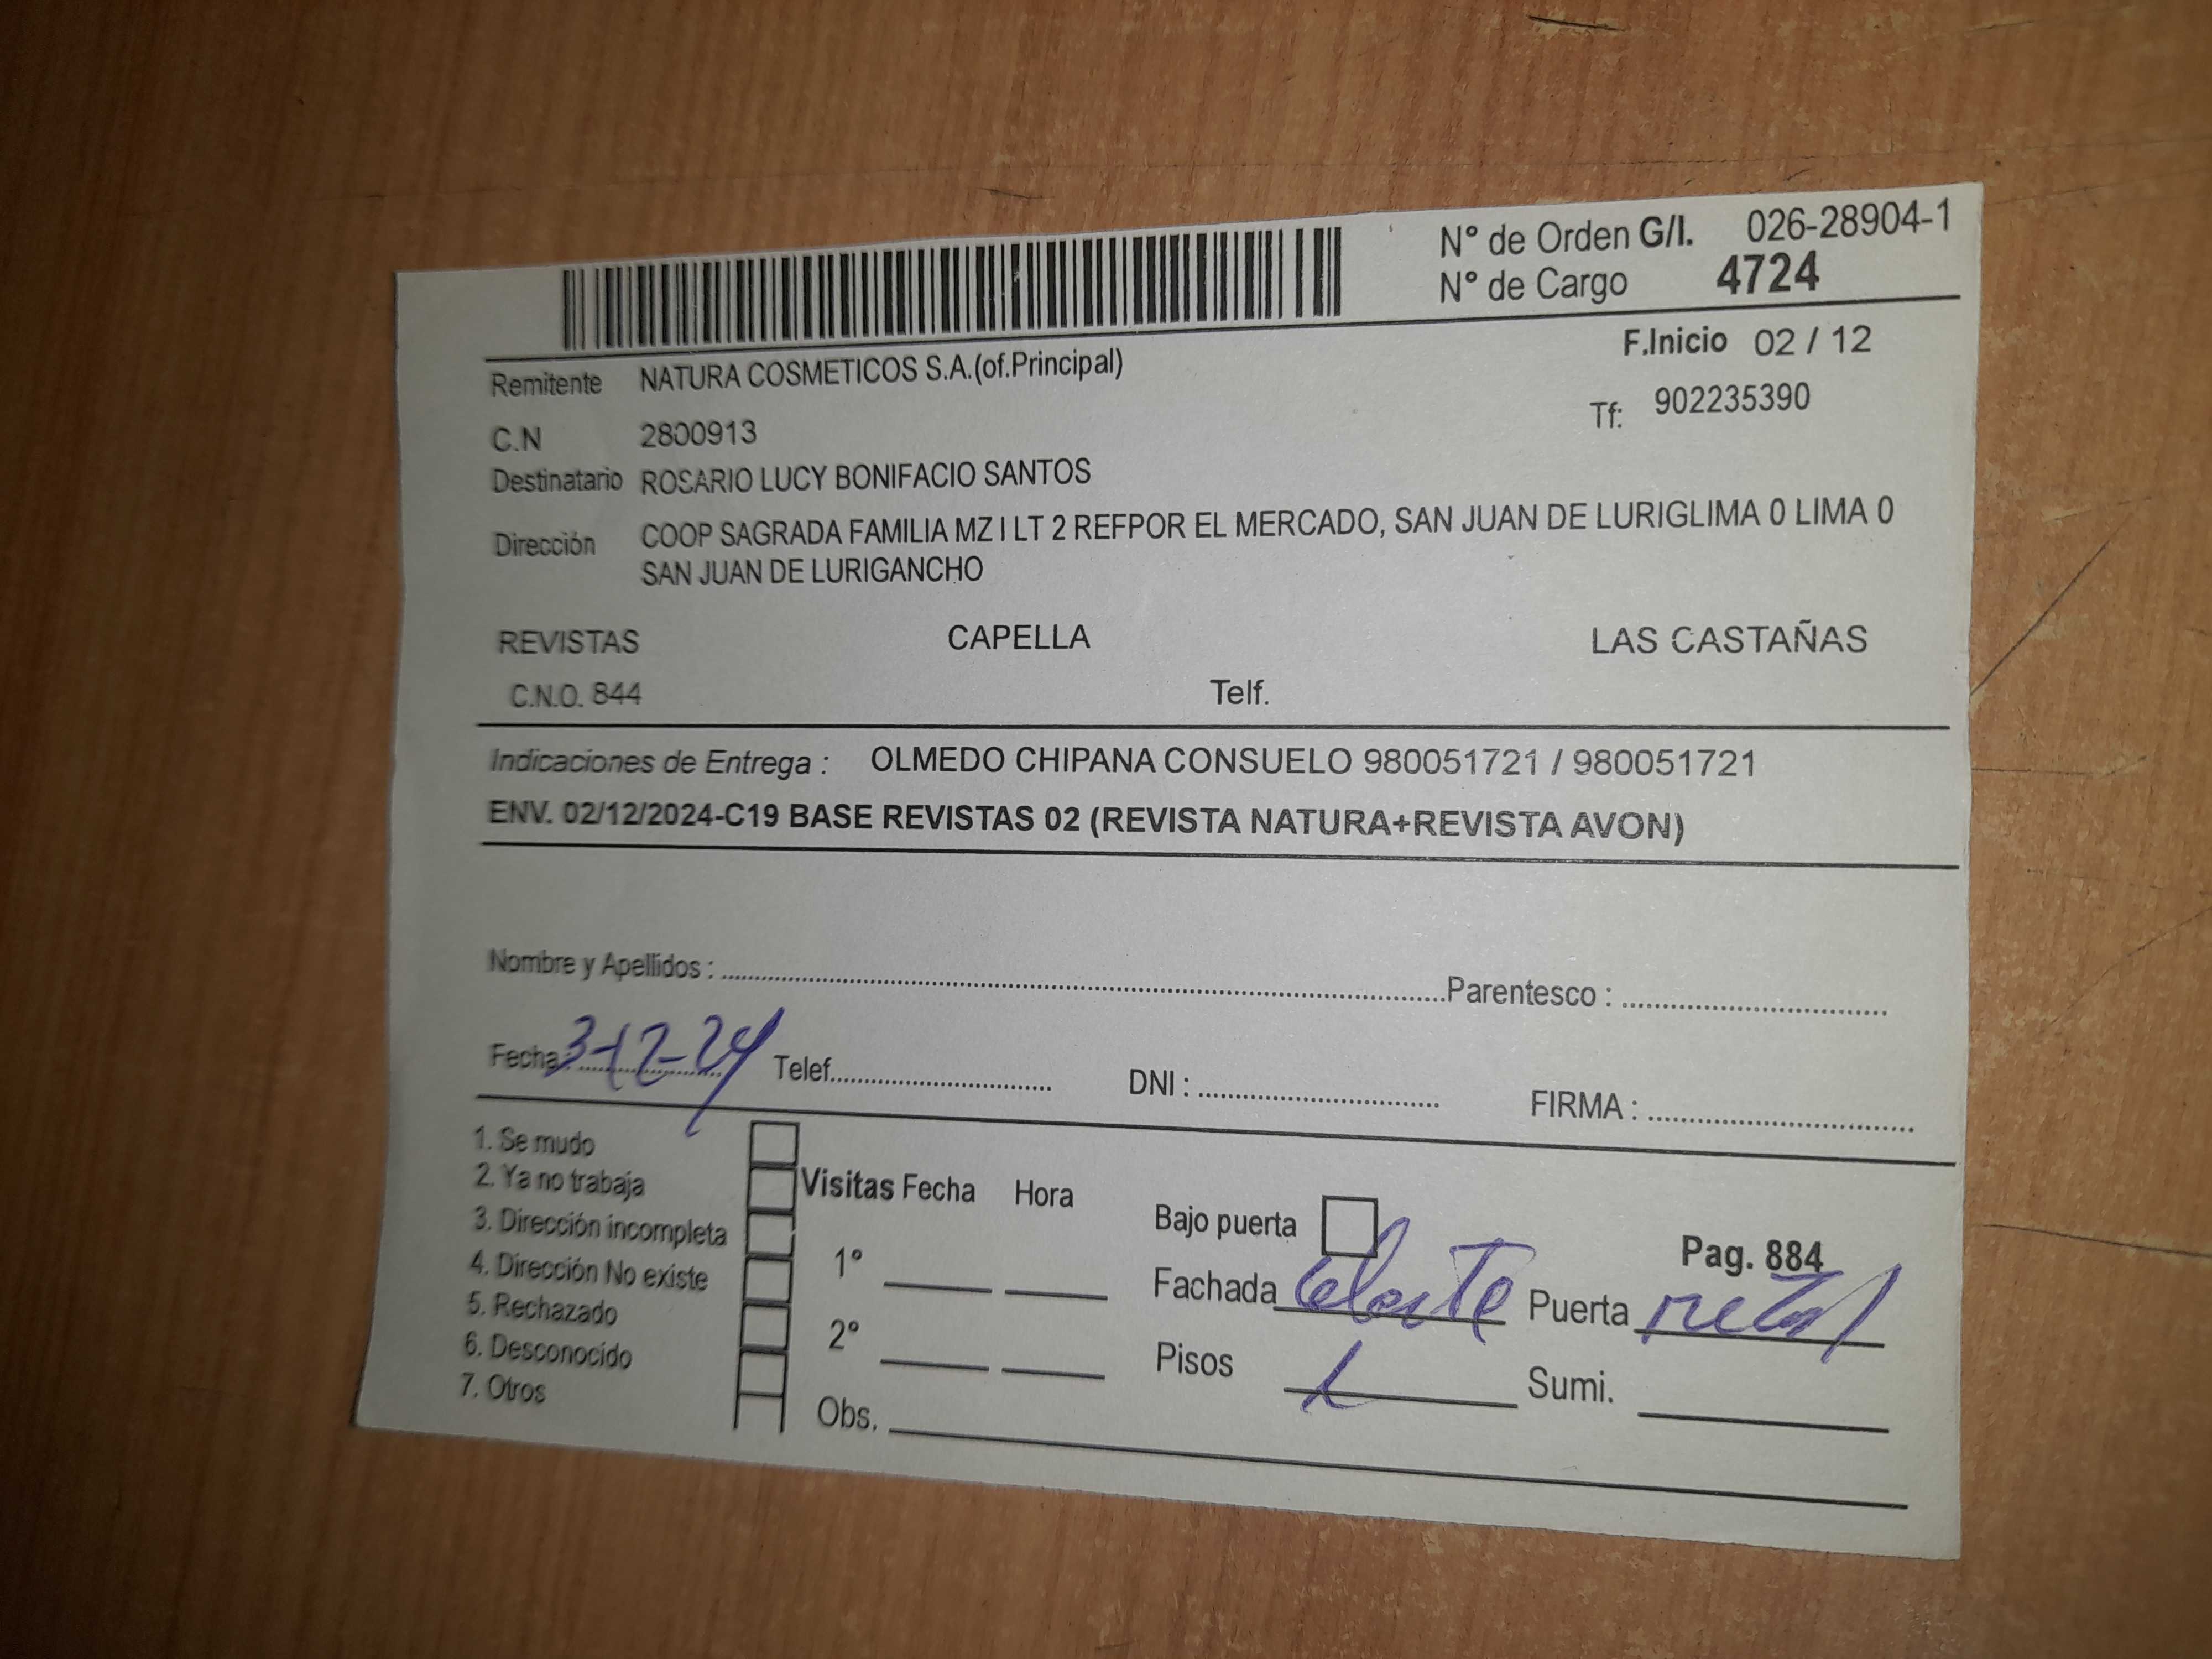 N° de Orden G/I. 026-28904-1
N° de Cargo 4724
F.Inicio 02 / 12
Remitente NATURA COSMETICOS S.A.(of.Principal)
Tf: 902235390
C.N 2800913
Destinatario ROSARIO LUCY BONIFACIO SANTOS
Dirección COOP SAGRADA FAMILIA MZ I LT 2 REFPOR EL MERCADO, SAN JUAN DE LURIGLIMA 0 LIMA 0
SAN JUAN DE LURIGANCHO
REVISTAS CAPELLA LAS CASTAÑAS
C.N.O. 844 Telf.
Indicaciones de Entrega : OLMEDO CHIPANA CONSUELO 980051721 / 980051721
ENV. 02/12/2024-C19 BASE REVISTAS 02 (REVISTA NATURA+REVISTA AVON)
Nombre y Apellidos : Parentesco :
Fecha: 3-12-24 Telef. DNI : FIRMA :
1. Se mudo
2. Ya no trabaja Visitas Fecha Hora
3. Dirección incompleta Bajo puerta Pag. 884
4. Dirección No existe 1° Fachada Celeste Puerta metal
5. Rechazado
6. Desconocido 2° Pisos 1 Sumi.
7. Otros Obs.